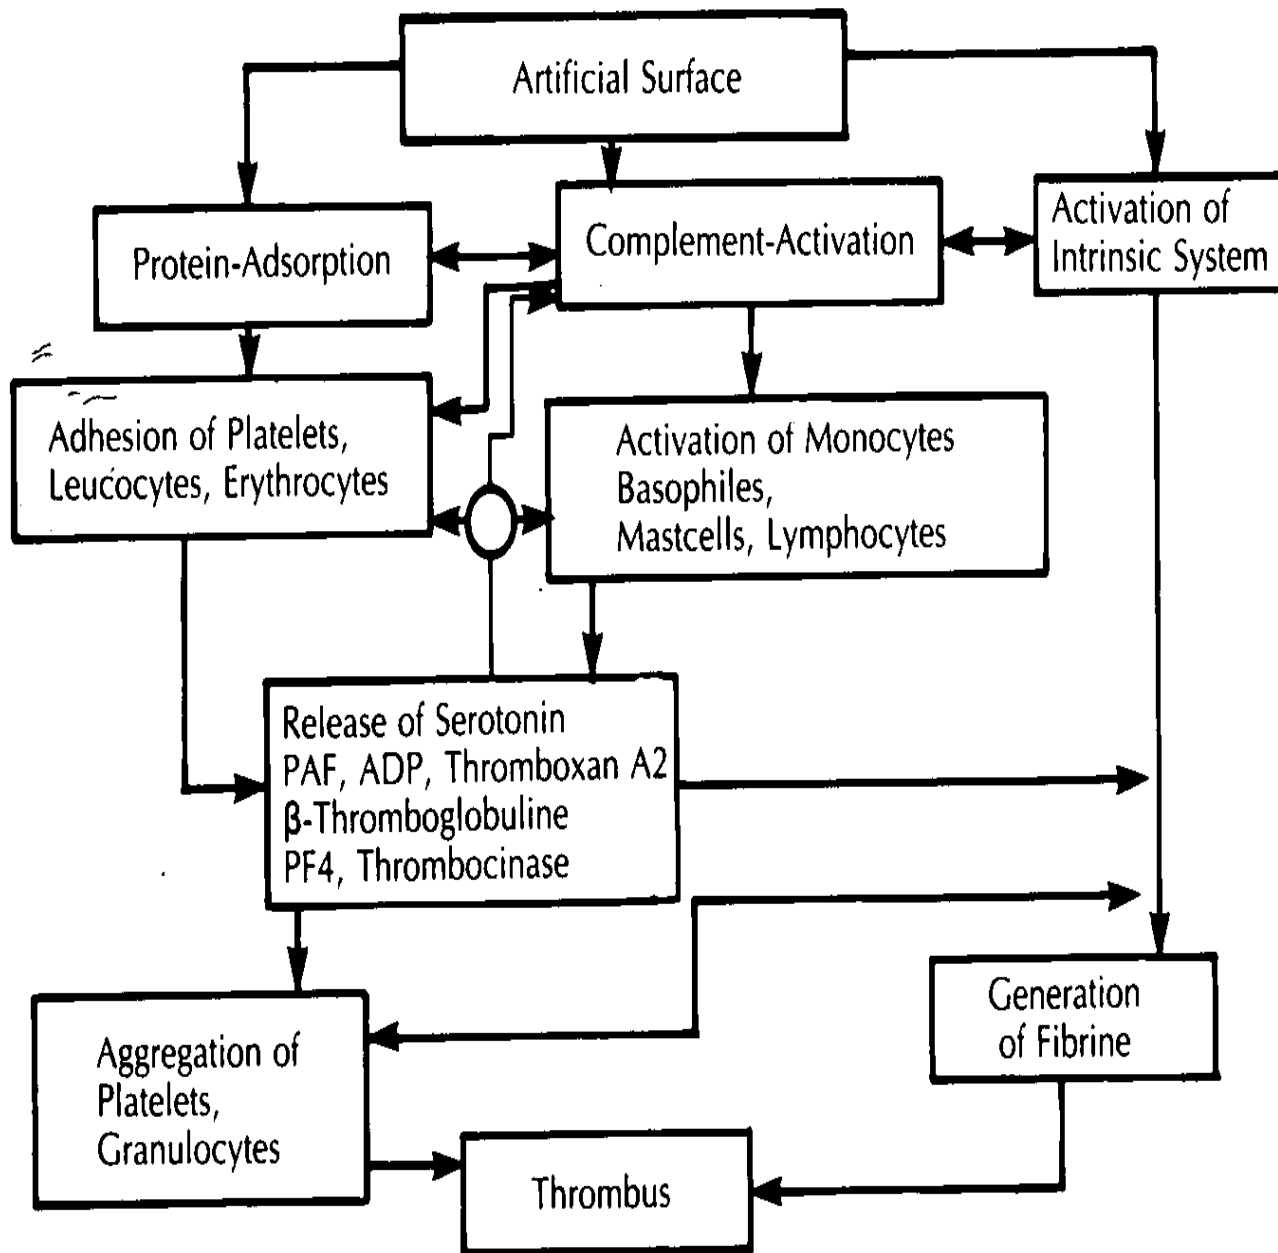 Artificial Surface
Protein-Adsorption
Complement-Activation
Activation of
Intrinsic System
Adhesion of Platelets,
Leucocytes, Erythrocytes
Activation of Monocytes
Basophiles,
Mastcells, Lymphocytes
Release of Serotonin
PAF, ADP, Thromboxan A2
β-Thromboglobuline
PF4, Thrombocinase
Generation
of Fibrine
Aggregation of
Platelets,
Granulocytes
Thrombus